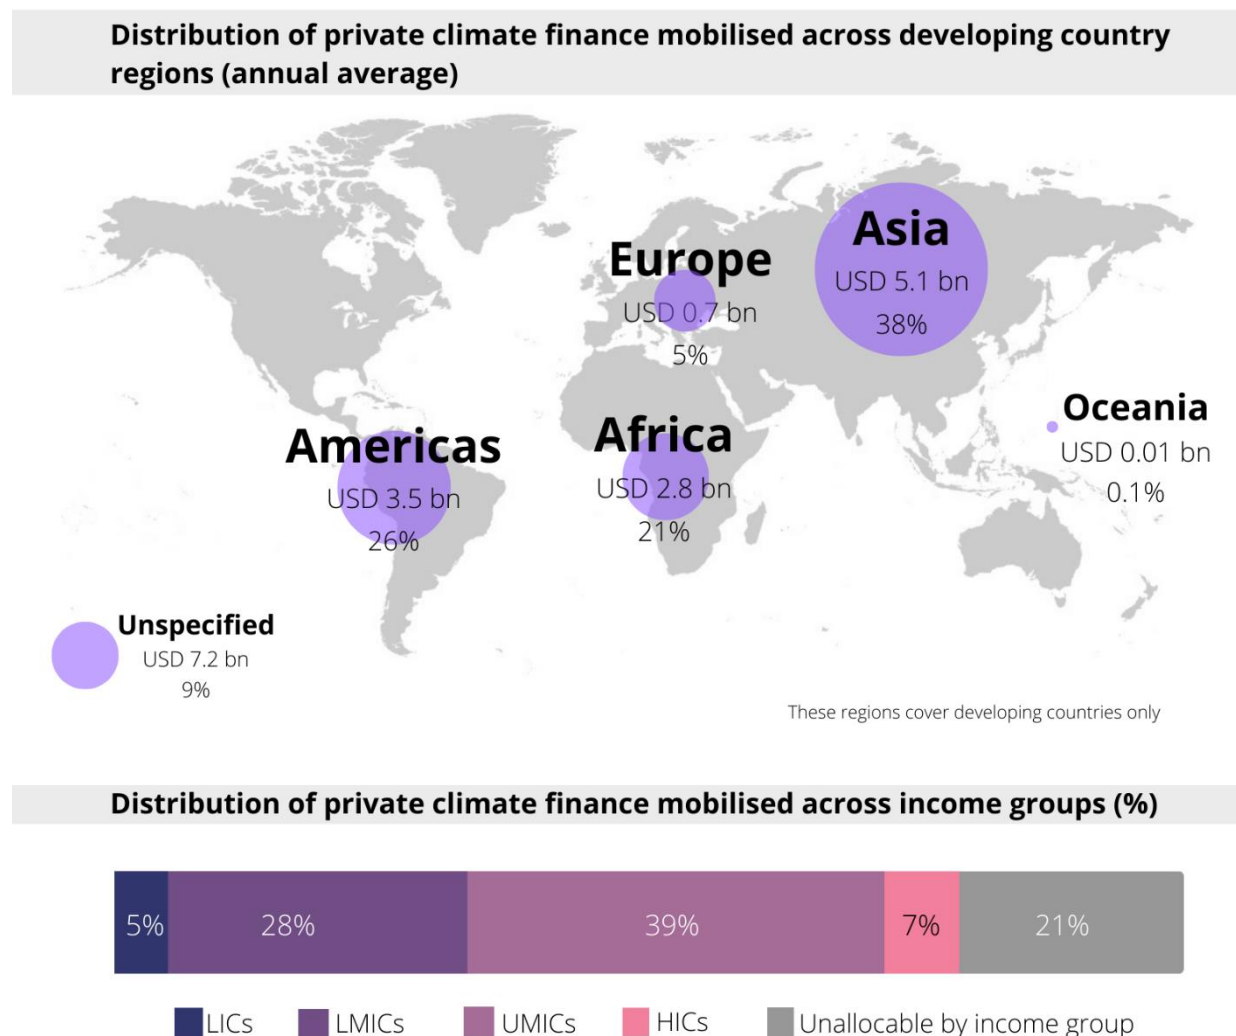 Distribution of private climate finance mobilised across developing country
regions (annual average)
Asia
USD 5.1 bn
38%
Europe
USD 0.7 bn
5%
Oceania
USD 0.01 bn
0.1%
Americas
USD 3.5 bn
26%
Africa
USD 2.8 bn
21%
Unspecified
USD 7.2 bn
9%
These regions cover developing countries only
Distribution of private climate finance mobilised across income groups (%)
5% 28% 39% 7% 21%
LICs LMICs UMICs HICs Unallocable by income group